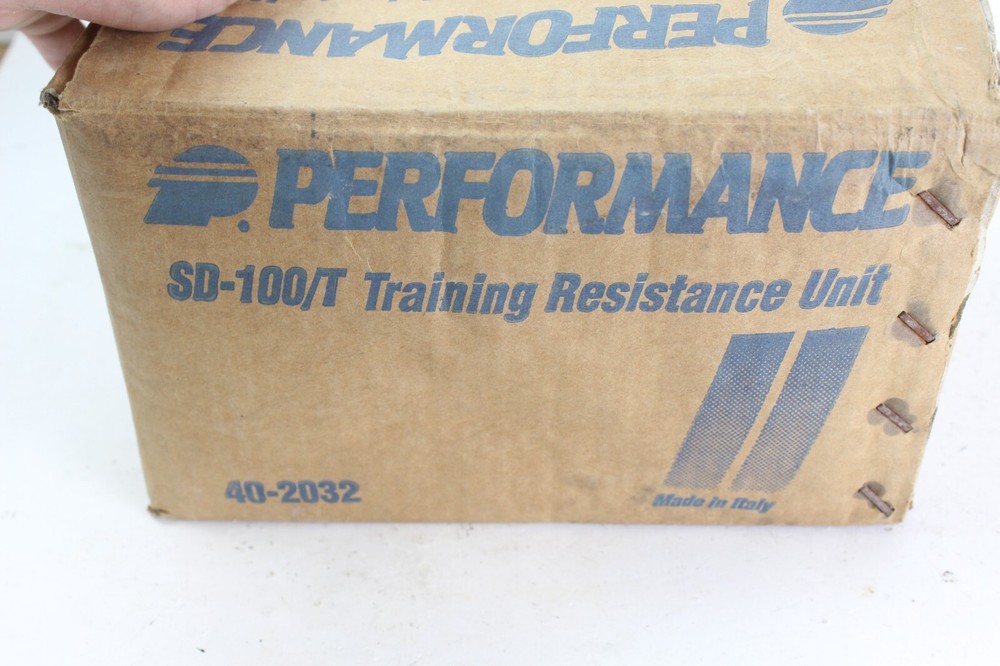 PERFORMANCE
P. PERFORMANCE
SD-100/T Training Resistance Unit
40-2032
Made in Italy